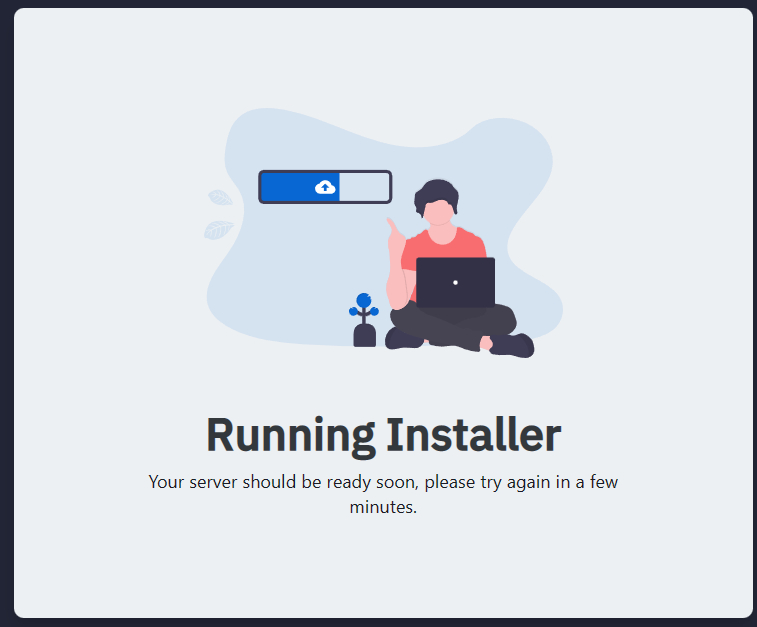 Running Installer
Your server should be ready soon, please try again in a few
minutes.